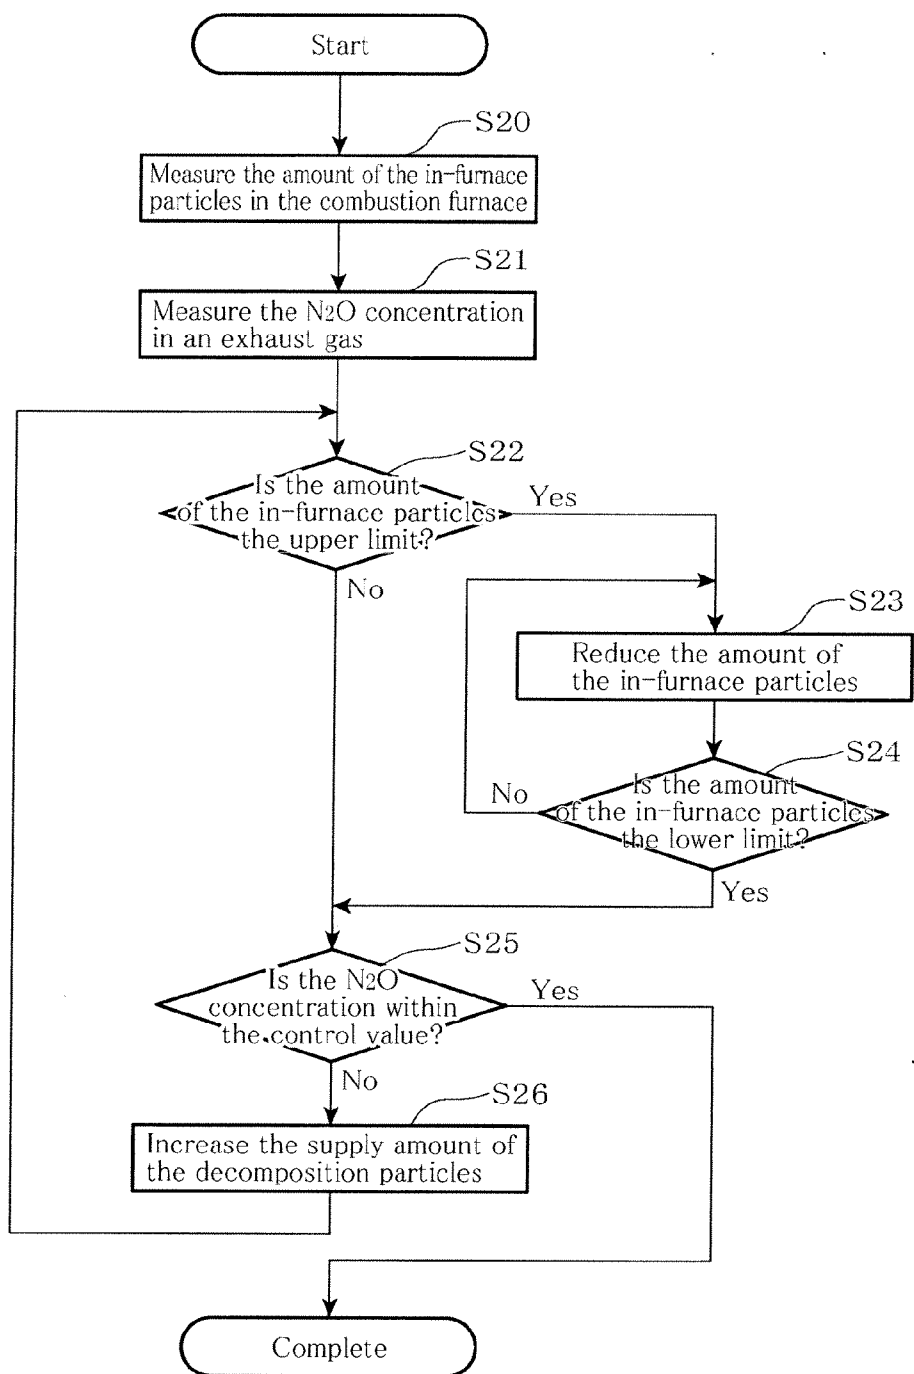 Start
S20
Measure the amount of the in-furnace
particles in the combustion furnace
S21
Measure the N2O concentration
in an exhaust gas
S22
Is the amount
of the in-furnace particles
the upper limit?
Yes
No
S23
Reduce the amount of
the in-furnace particles
S24
Is the amount
of the in-furnace particles
the lower limit?
No
Yes
S25
Is the N2O
concentration within
the control value?
Yes
No
S26
Increase the supply amount of
the decomposition particles
Complete